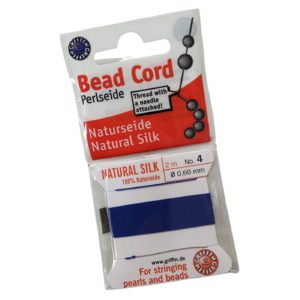 Bead Cord
Perlseide
Thread with a
needle
attached!
Naturseide
Natural Silk
NATURAL SILK
100% Naturseide
2 m No. 4
Ø 0,60 mm
www.griffin.de
For stringing
pearls and beads